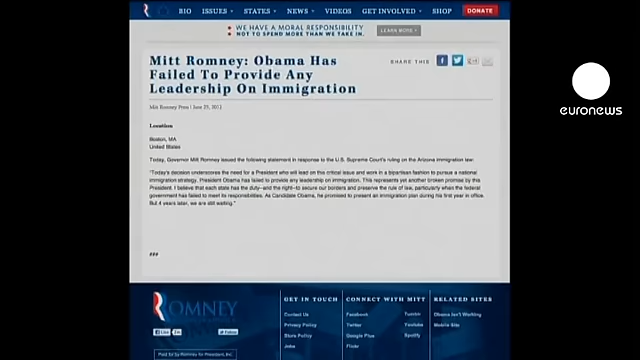 BIO ISSUES STATES NEWS VIDEOS GET INVOLVED SHOP DONATE
WE HAVE A MORAL RESPONSIBILITY
NOT TO SPEND MORE THAN WE TAKE IN.
LEARN MORE
Mitt Romney: Obama Has
Failed To Provide Any
Leadership On Immigration
SHARE THIS
Mitt Romney Press | June 25, 2012
Location
Boston, MA
United States
Today, Governor Mitt Romney issued the following statement in response to the U.S. Supreme Court's ruling on the Arizona immigration law:
"Today's decision underscores the need for a President who will lead on this critical issue and work in a bipartisan fashion to pursue a national
immigration strategy. President Obama has failed to provide any leadership on immigration. This represents yet another broken promise by this
President. I believe that each state has the duty–and the right–to secure our borders and preserve the rule of law, particularly when the federal
government has failed to meet its responsibilities. As Candidate Obama, he promised to present an immigration plan during his first year in office.
But 4 years later, we are still waiting."
###
euronews
ROMNEY
Like
Follow
Paid for by Romney for President, Inc.
GET IN TOUCH
Contact Us
Privacy Policy
Store Policy
Jobs
CONNECT WITH MITT
Facebook Tumblr
Twitter Youtube
Google Plus Spotify
Flickr
RELATED SITES
Obama Isn't Working
Mobile Site